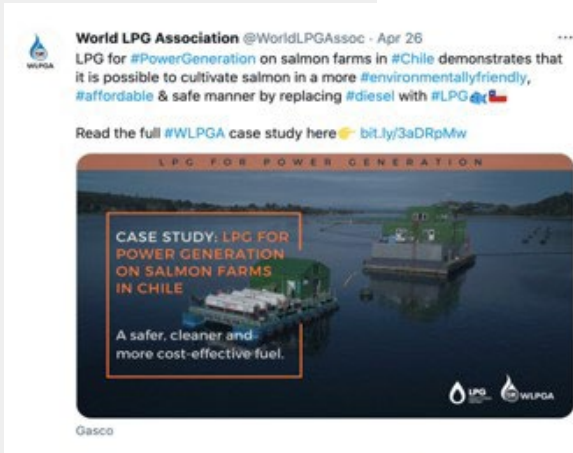 World LPG Association @WorldLPGAssoc · Apr 26
LPG for #PowerGeneration on salmon farms in #Chile demonstrates that
it is possible to cultivate salmon in a more #environmentallyfriendly,
#affordable & safe manner by replacing #diesel with #LPG🐟🇨🇱
Read the full #WLPGA case study here👉 bit.ly/3aDRpMw
WLPGA
LPG FOR POWER GENERATION
CASE STUDY: LPG FOR
POWER GENERATION
ON SALMON FARMS
IN CHILE
A safer, cleaner and
more cost-effective fuel.
LPG
WLPGA
Gasco